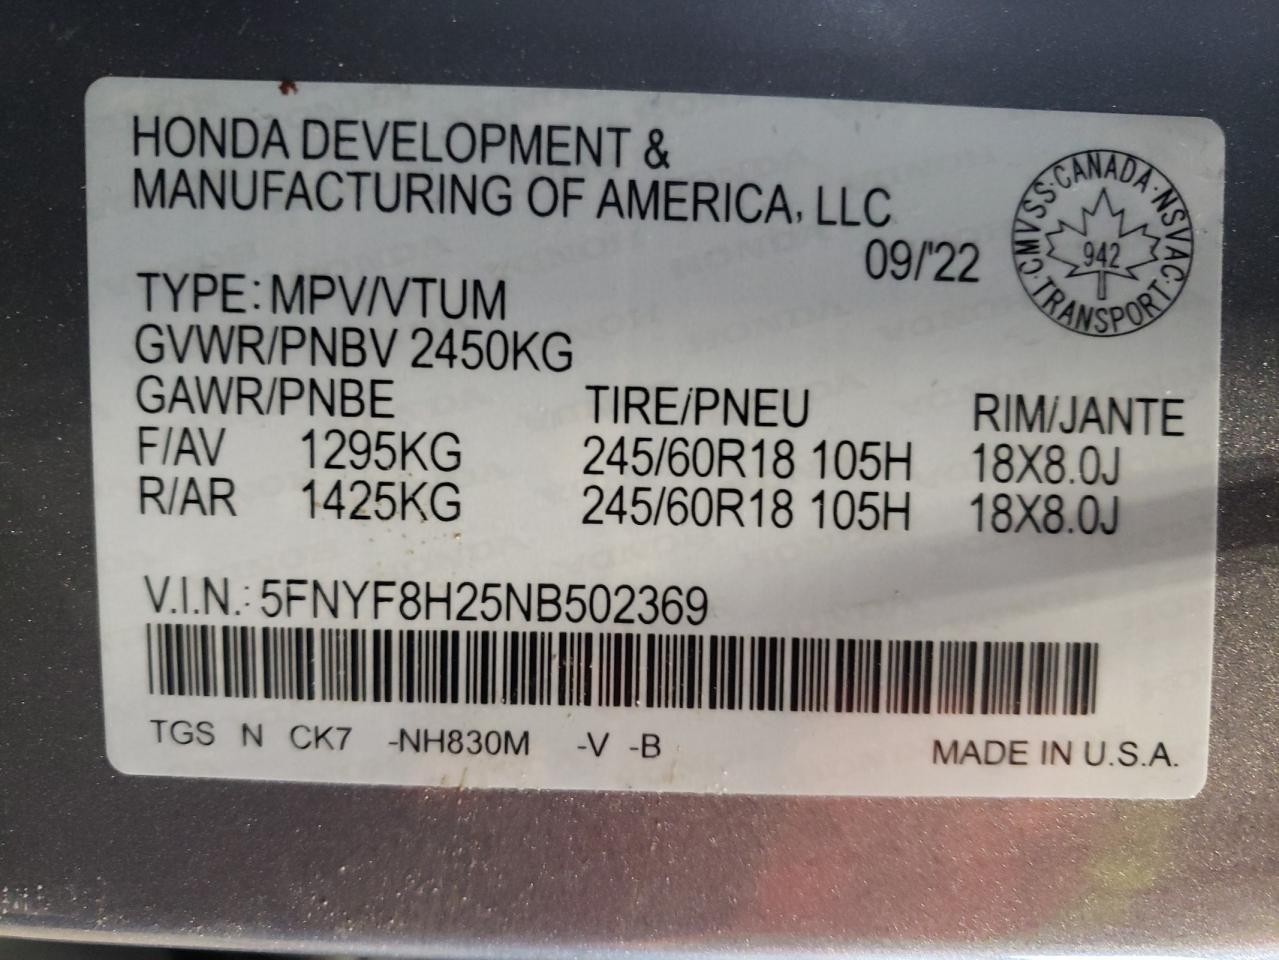 HONDA DEVELOPMENT &
MANUFACTURING OF AMERICA, LLC
09/'22
CMVSS·CANADA·NSVAC·TRANSPORT·
942
TYPE: MPV/VTUM
GVWR/PNBV 2450KG
GAWR/PNBE TIRE/PNEU RIM/JANTE
F/AV 1295KG 245/60R18 105H 18X8.0J
R/AR 1425KG 245/60R18 105H 18X8.0J
V.I.N.: 5FNYF8H25NB502369
TGS N CK7 -NH830M -V -B MADE IN U.S.A.